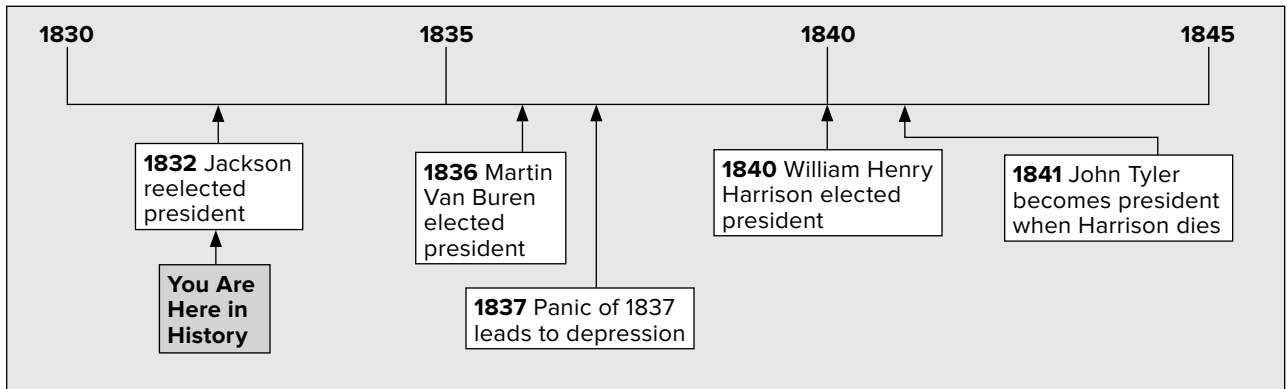 1830 1835 1840 1845
1832 Jackson
reelected
president
You Are
Here in
History
1836 Martin
Van Buren
elected
president
1837 Panic of 1837
leads to depression
1840 William Henry
Harrison elected
president
1841 John Tyler
becomes president
when Harrison dies